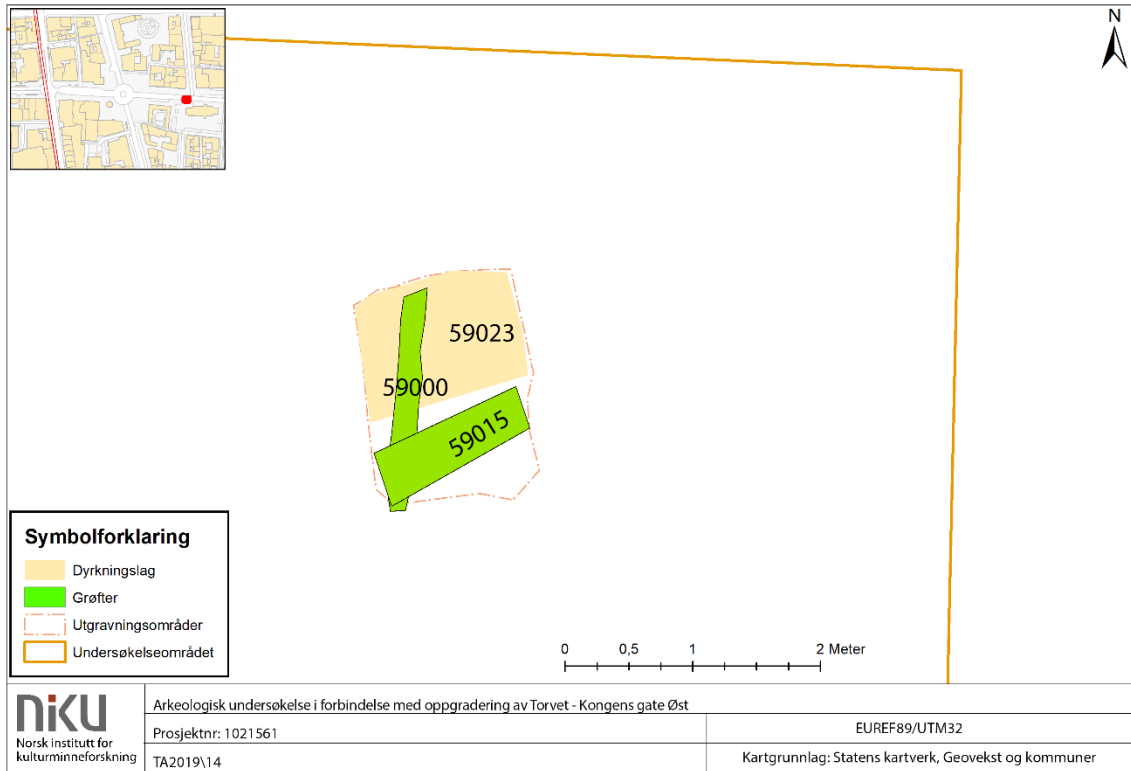 N
59023
59000
59015
Symbolforklaring
Dyrkningslag
Grøfter
Utgravningsområder
Undersøkelseområdet
0 0,5 1 2 Meter
niku
Norsk institutt for
kulturminneforskning
Arkeologisk undersøkelse i forbindelse med oppgradering av Torvet - Kongens gate Øst
Prosjektnr: 1021561
EUREF89/UTM32
TA2019\14
Kartgrunnlag: Statens kartverk, Geovekst og kommuner